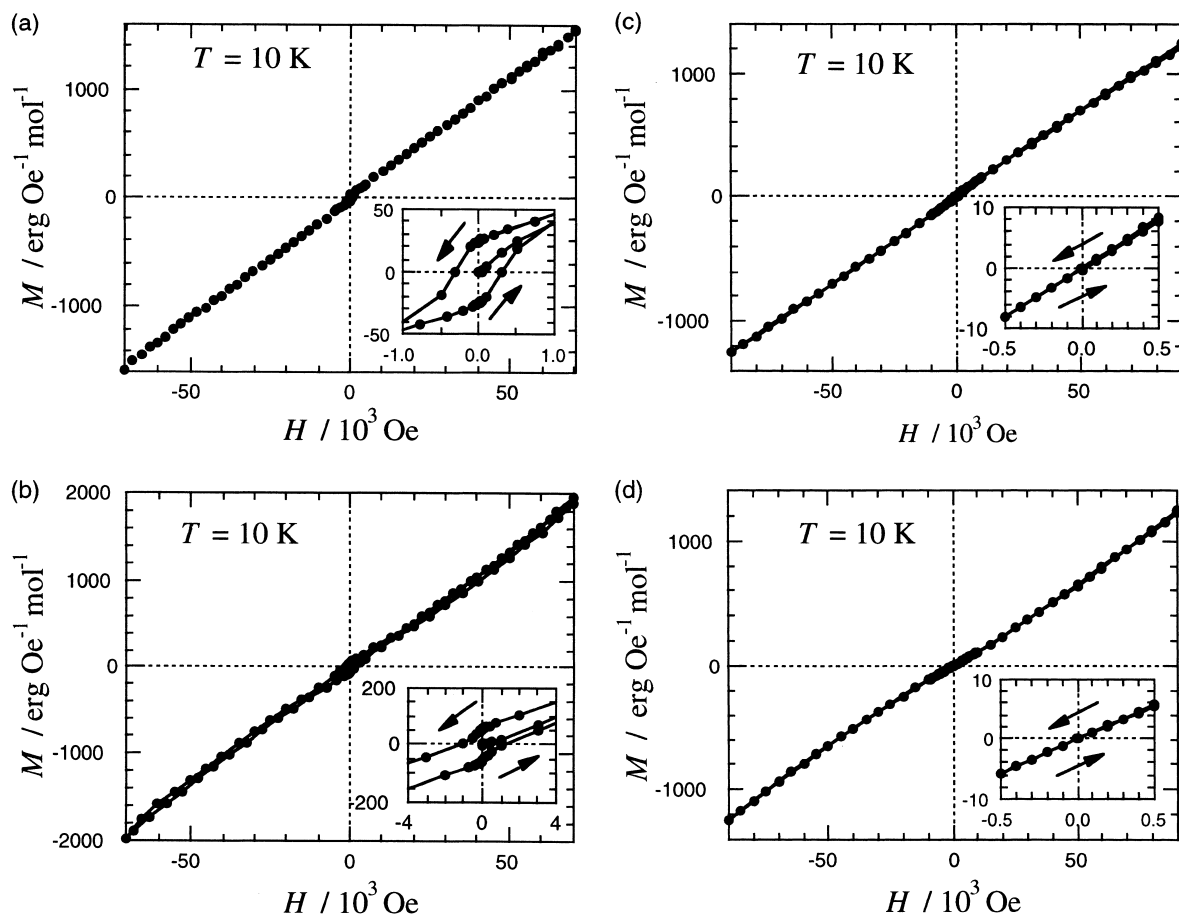 (a)
T = 10 K
1000
0
-1000
M / erg Oe⁻¹ mol⁻¹
50
0
-50
-1.0 0.0 1.0
-50 0 50
H / 10³ Oe
(c)
T = 10 K
1000
0
-1000
M / erg Oe⁻¹ mol⁻¹
10
0
-10
-0.5 0.0 0.5
-50 0 50
H / 10³ Oe
(b)
T = 10 K
2000
1000
0
-1000
-2000
M / erg Oe⁻¹ mol⁻¹
200
0
-200
-4 0 4
-50 0 50
H / 10³ Oe
(d)
T = 10 K
1000
0
-1000
M / erg Oe⁻¹ mol⁻¹
10
0
-10
-0.5 0.0 0.5
-50 0 50
H / 10³ Oe